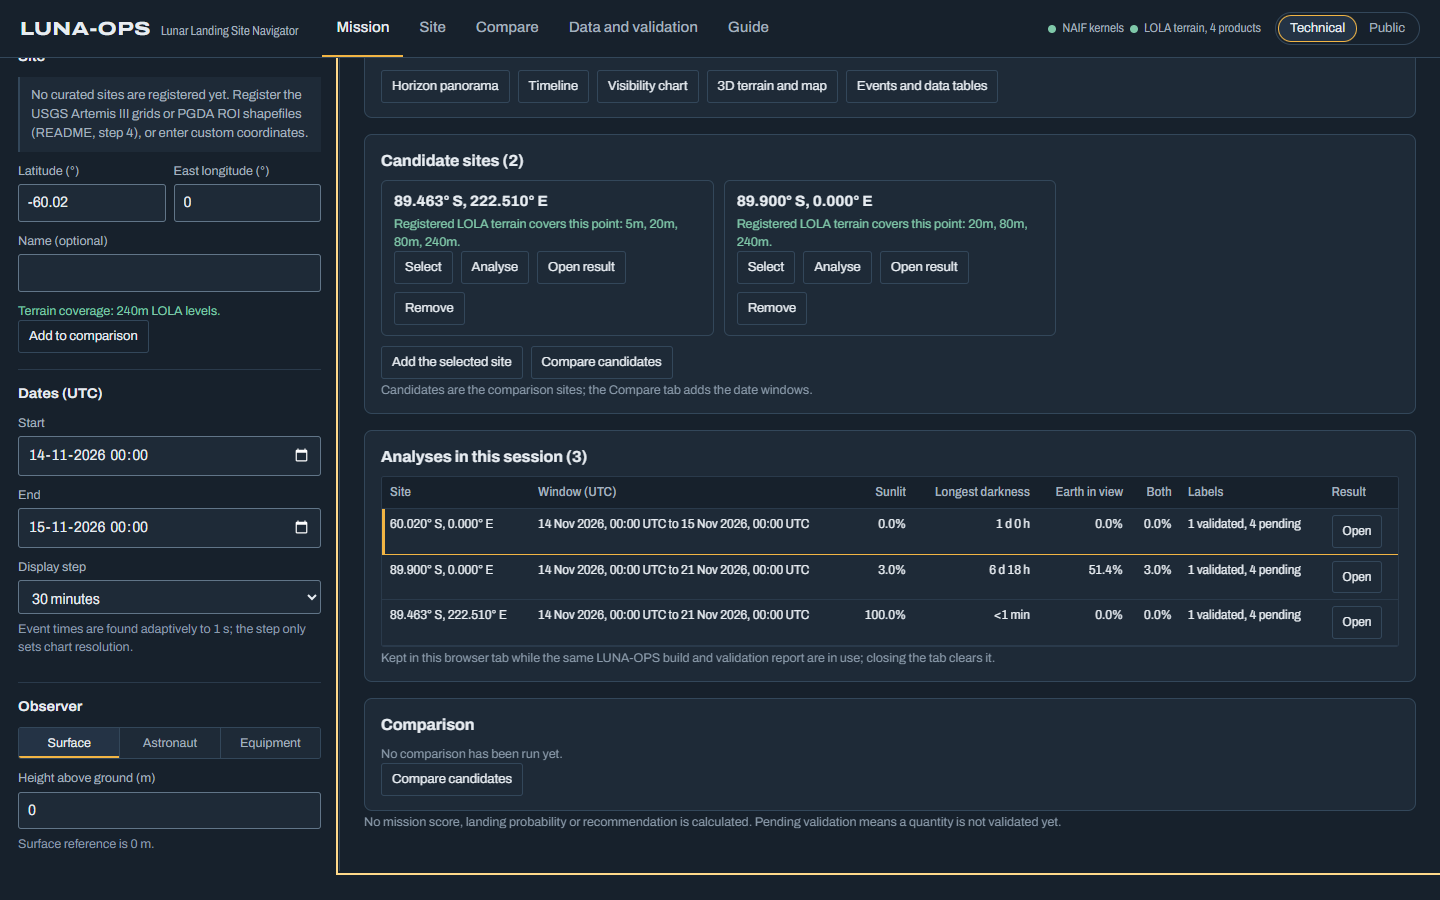 LUNA-OPS Lunar Landing Site Navigator
Mission Site Compare Data and validation Guide
NAIF kernels LOLA terrain, 4 products
Technical Public
Site
No curated sites are registered yet. Register the
USGS Artemis III grids or PGDA ROI shapefiles
(README, step 4), or enter custom coordinates.
Latitude (°) East longitude (°)
-60.02 0
Name (optional)
Terrain coverage: 240m LOLA levels.
Add to comparison
Dates (UTC)
Start
14-11-2026 00:00
End
15-11-2026 00:00
Display step
30 minutes
Event times are found adaptively to 1 s; the step only
sets chart resolution.
Observer
Surface Astronaut Equipment
Height above ground (m)
0
Surface reference is 0 m.
Horizon panorama Timeline Visibility chart 3D terrain and map Events and data tables
Candidate sites (2)
89.463° S, 222.510° E
Registered LOLA terrain covers this point: 5m, 20m,
80m, 240m.
Select Analyse Open result
Remove
89.900° S, 0.000° E
Registered LOLA terrain covers this point: 20m, 80m,
240m.
Select Analyse Open result
Remove
Add the selected site Compare candidates
Candidates are the comparison sites; the Compare tab adds the date windows.
Analyses in this session (3)
Site Window (UTC) Sunlit Longest darkness Earth in view Both Labels Result
60.020° S, 0.000° E 14 Nov 2026, 00:00 UTC to 15 Nov 2026, 00:00 UTC 0.0% 1 d 0 h 0.0% 0.0% 1 validated, 4 pending Open
89.900° S, 0.000° E 14 Nov 2026, 00:00 UTC to 21 Nov 2026, 00:00 UTC 3.0% 6 d 18 h 51.4% 3.0% 1 validated, 4 pending Open
89.463° S, 222.510° E 14 Nov 2026, 00:00 UTC to 21 Nov 2026, 00:00 UTC 100.0% <1 min 0.0% 0.0% 1 validated, 4 pending Open
Kept in this browser tab while the same LUNA-OPS build and validation report are in use; closing the tab clears it.
Comparison
No comparison has been run yet.
Compare candidates
No mission score, landing probability or recommendation is calculated. Pending validation means a quantity is not validated yet.